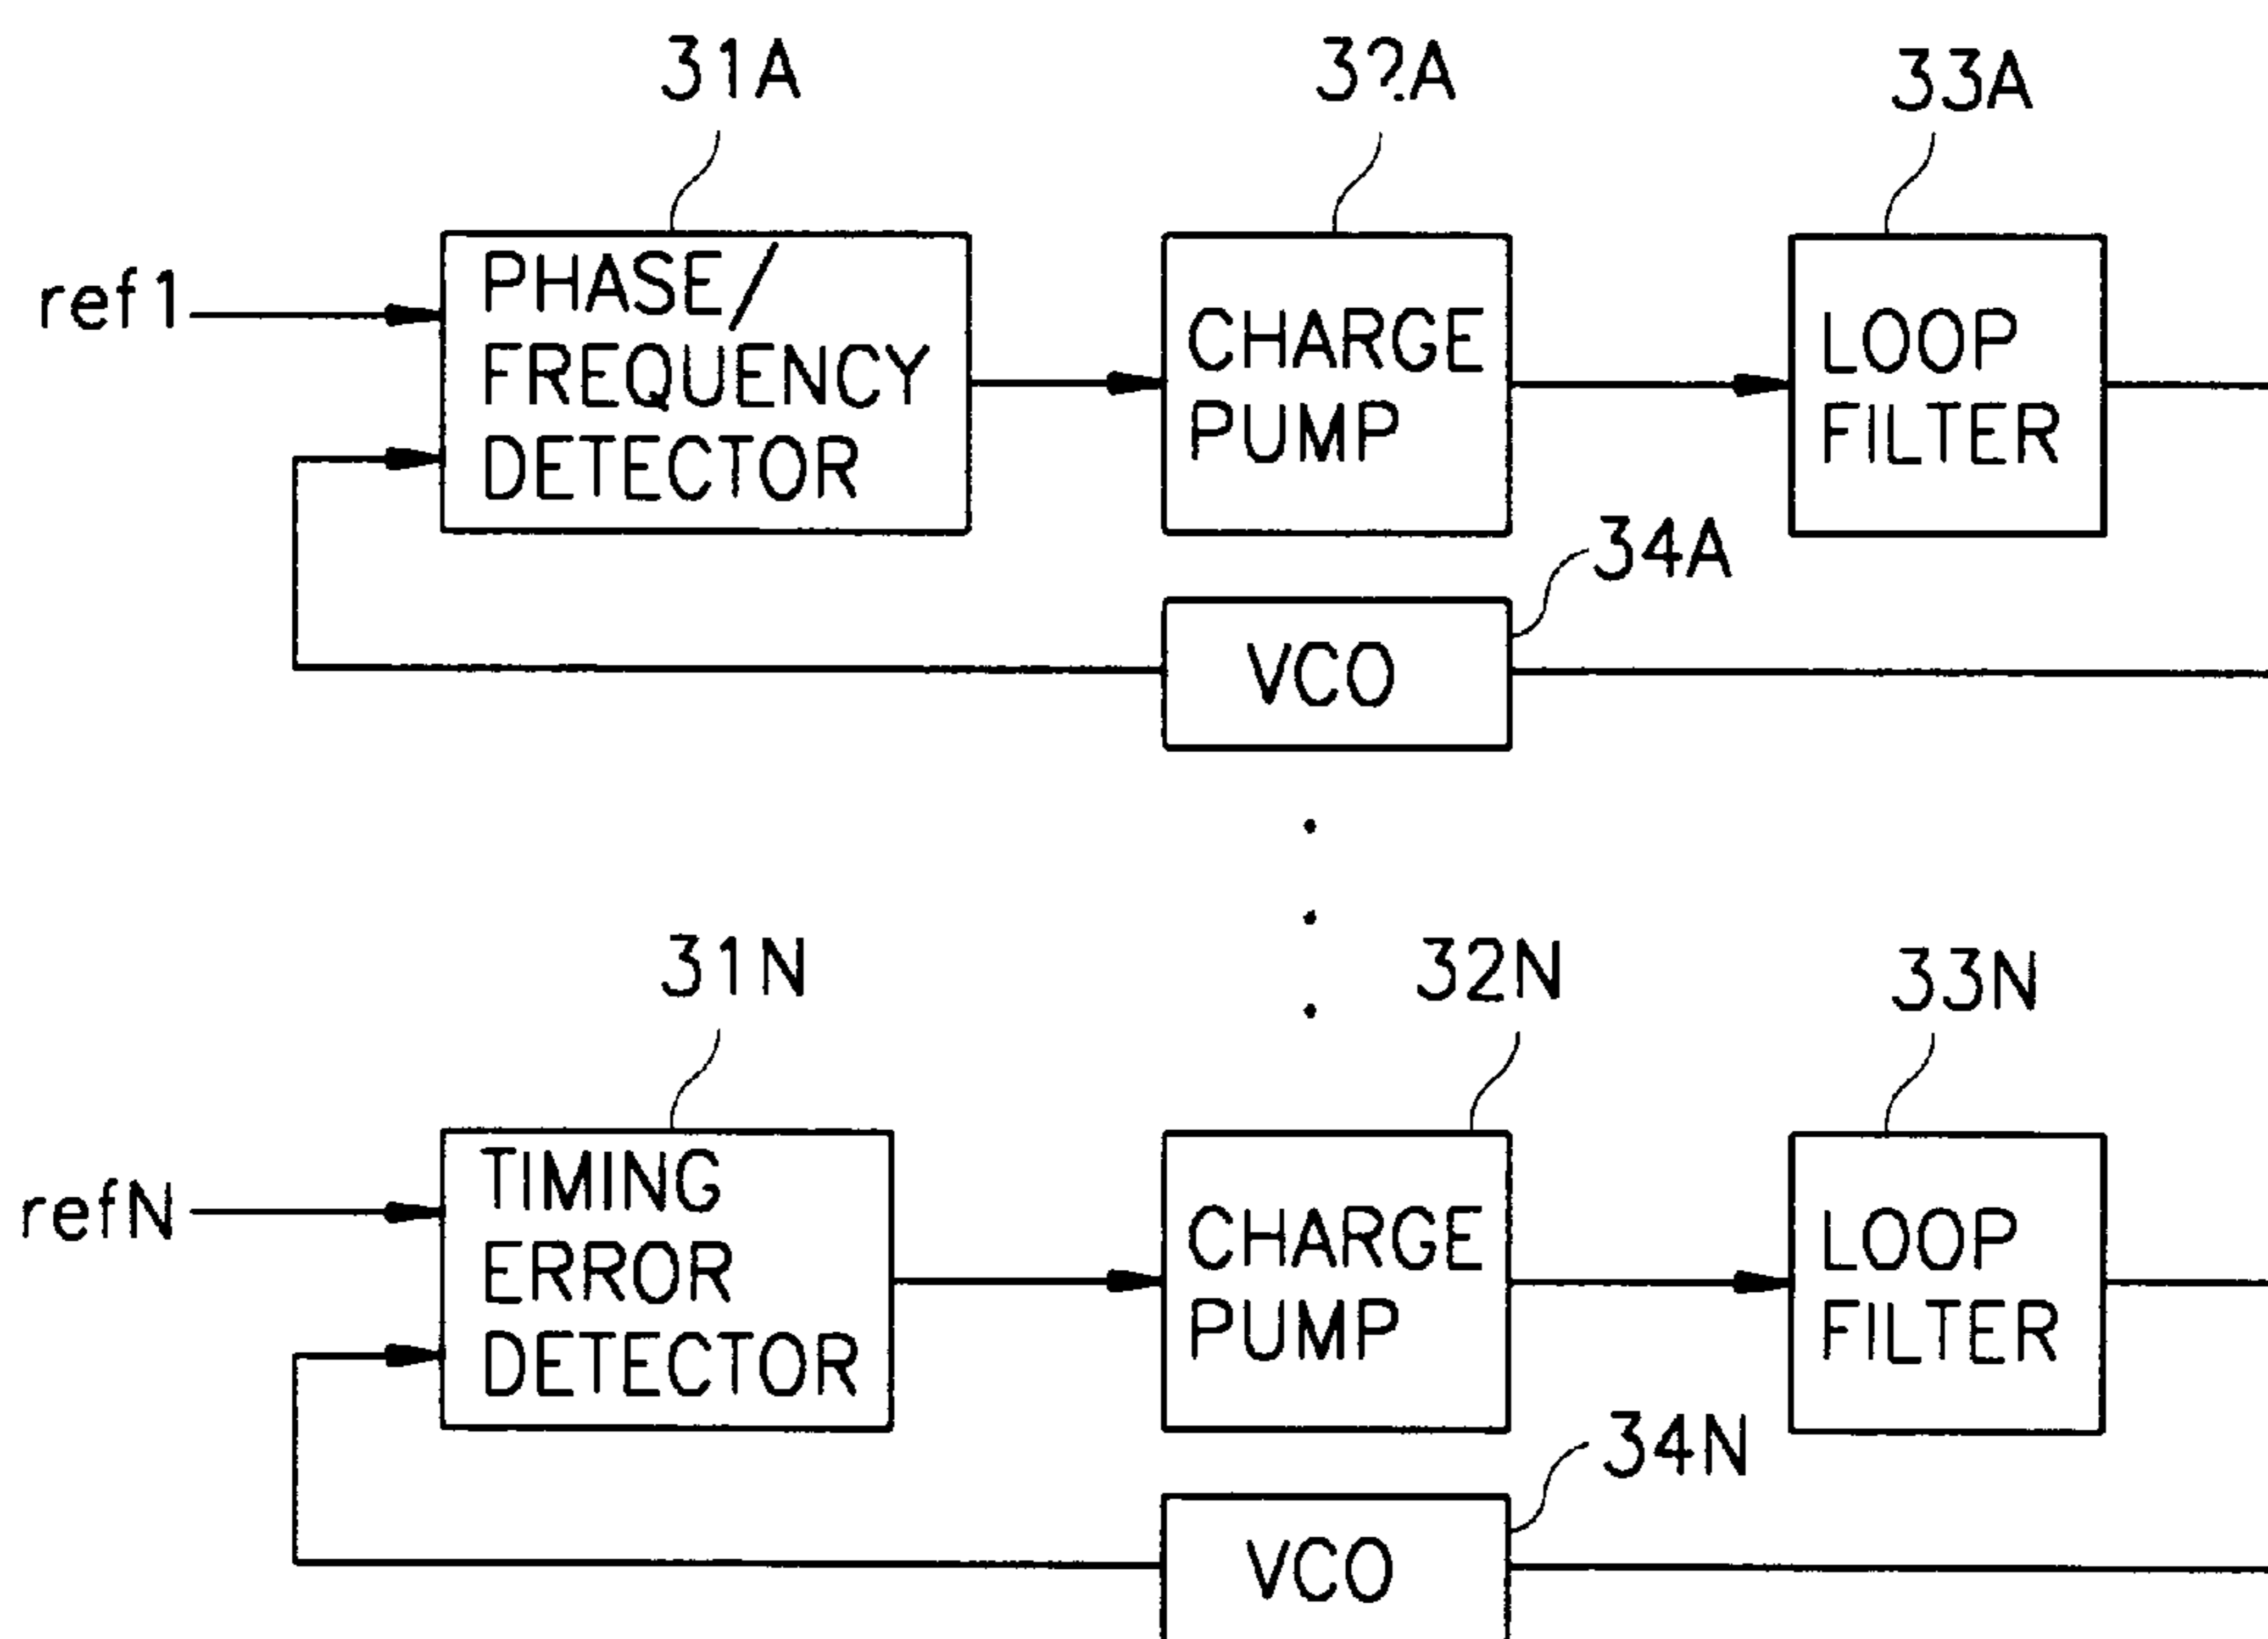 31A
3?A
33A
ref1
PHASE/
FREQUENCY
DETECTOR
CHARGE
PUMP
LOOP
FILTER
34A
VCO
31N
32N
33N
refN
TIMING
ERROR
DETECTOR
CHARGE
PUMP
LOOP
FILTER
34N
VCO